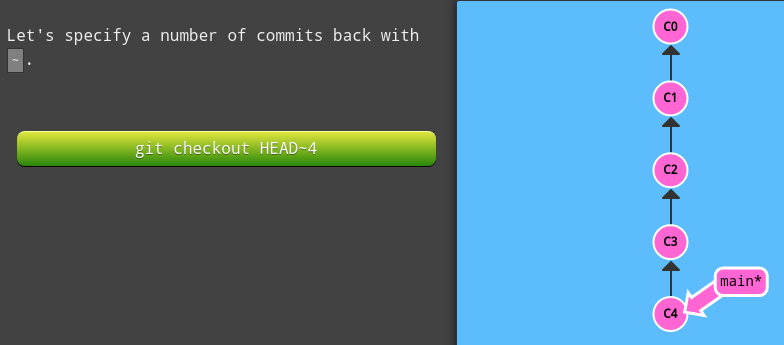 Let's specify a number of commits back with
~.
git checkout HEAD~4
C0
C1
C2
C3
main*
C4